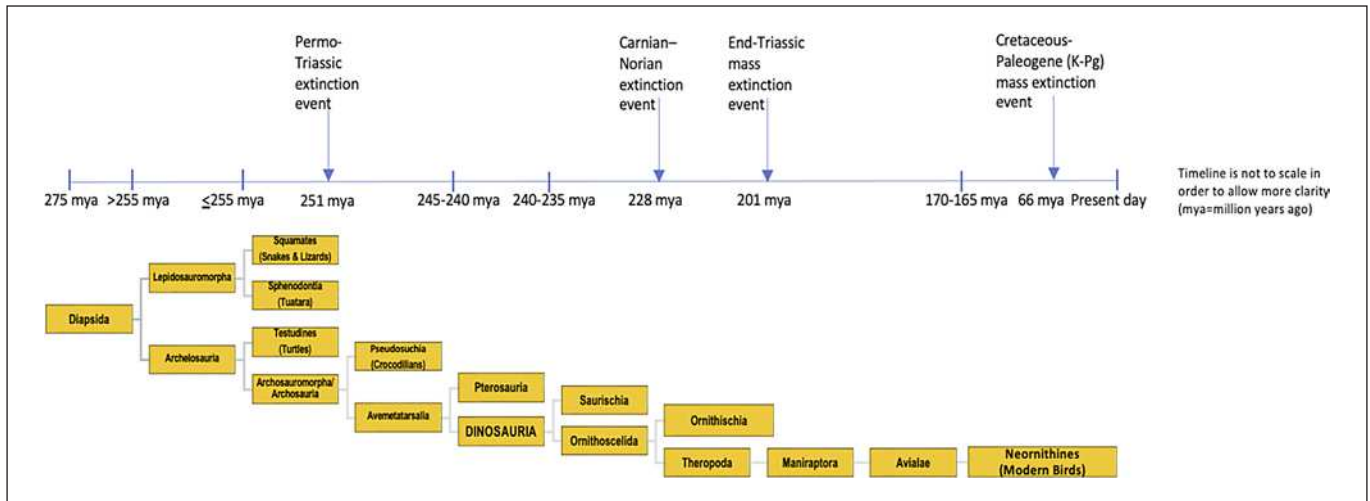 Permo-
Triassic
extinction
event
Carnian–
Norian
extinction
event
End-Triassic
mass
extinction
event
Cretaceous-
Paleogene (K-Pg)
mass extinction
event
275 mya
>255 mya
≤255 mya
251 mya
245-240 mya
240-235 mya
228 mya
201 mya
170-165 mya
66 mya
Present day
Timeline is not to scale in
order to allow more clarity
(mya=million years ago)
Squamates
(Snakes & Lizards)
Lepidosauromorpha
Sphenodontia
(Tuatara)
Diapsida
Testudines
(Turtles)
Archelosauria
Archosauromorpha/
Archosauria
Pseudosuchia
(Crocodilians)
Avemetatarsalia
Pterosauria
DINOSAURIA
Saurischia
Ornithoscelida
Ornithischia
Theropoda
Maniraptora
Avialae
Neornithines
(Modern Birds)